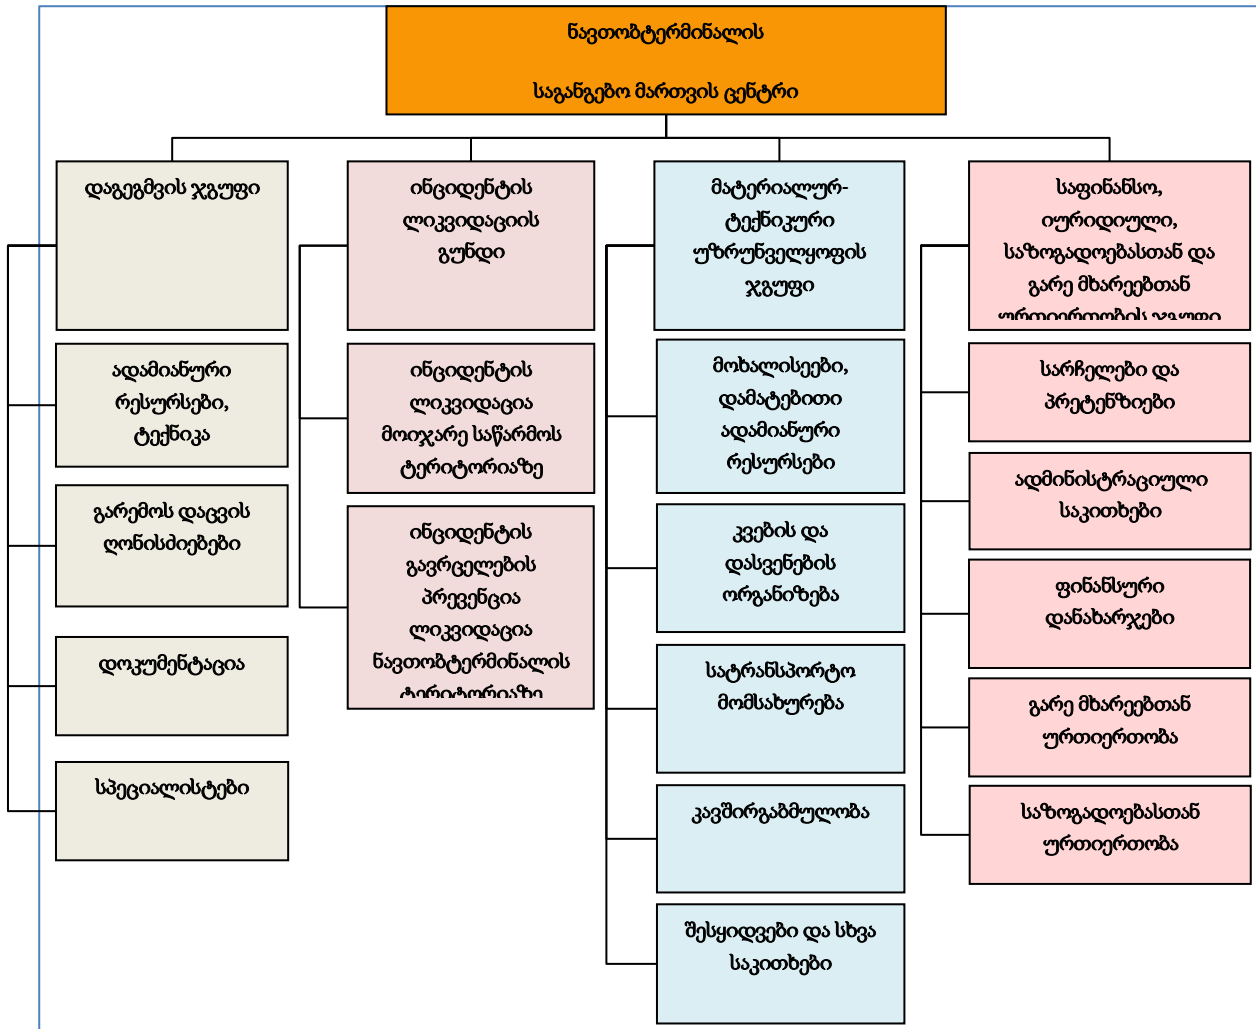 ნავთობტერმინალის
საგანგებო მართვის ცენტრი
დაგეგმვის ჯგუფი
ადამიანური
რესურსები,
ტექნიკა
გარემოს დაცვის
ღონისძიებები
დოკუმენტაცია
სპეციალისტები
ინციდენტის
ლიკვიდაციის
გუნდი
ინციდენტის
ლიკვიდაცია
მოიჯარე საწარმოს
ტერიტორიაზე
ინციდენტის
გავრცელების
პრევენცია
ლიკვიდაცია
ნავთობტერმინალის
ტერიტორიაზე
მატერიალურ-
ტექნიკური
უზრუნველყოფის
ჯგუფი
მოხალისეები,
დამატებითი
ადამიანური
რესურსები
კვების და
დასვენების
ორგანიზება
სატრანსპორტო
მომსახურება
კავშირგაბმულობა
შესყიდვები და სხვა
საკითხები
საფინანსო,
იურიდიული,
საზოგადოებასთან და
გარე მხარეებთან
ურთიერთობის ჯგუფი
სარჩელები და
პრეტენზიები
ადმინისტრაციული
საკითხები
ფინანსური
დანახარჯები
გარე მხარეებთან
ურთიერთობა
საზოგადოებასთან
ურთიერთობა